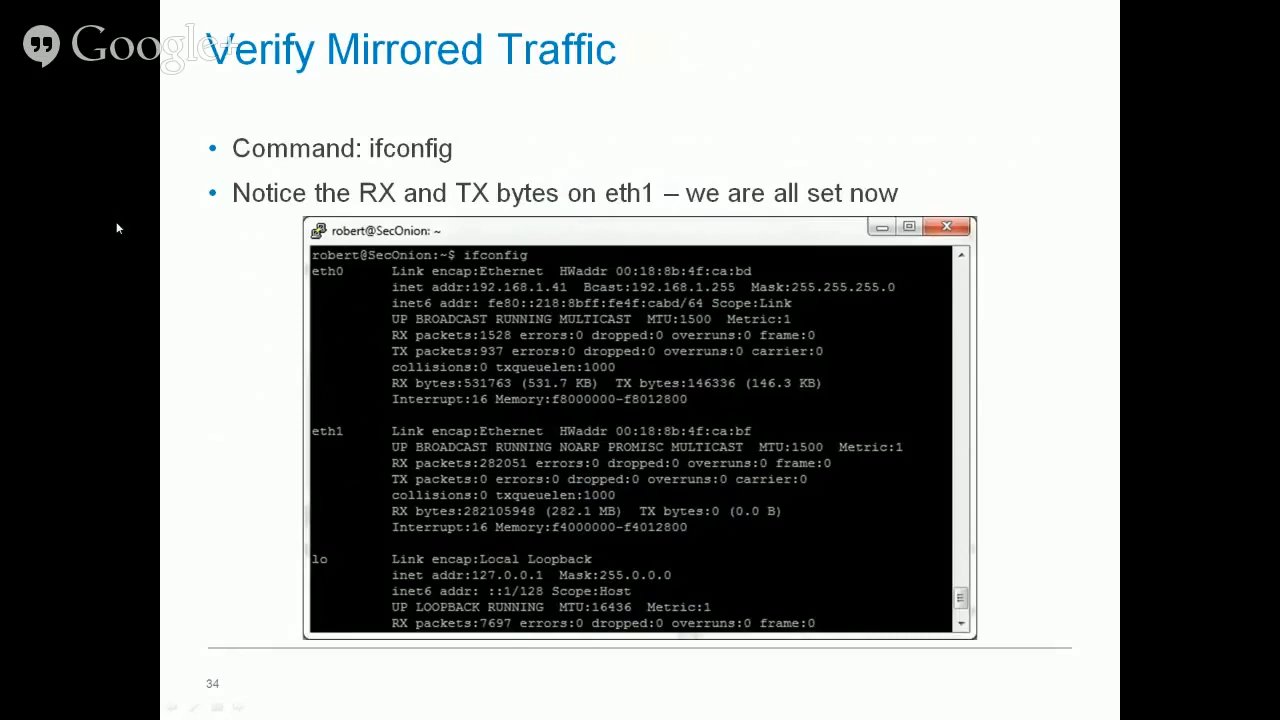 Google+
Verify Mirrored Traffic
• Command: ifconfig
• Notice the RX and TX bytes on eth1 – we are all set now
robert@SecOnion: ~
robert@SecOnion:~$ ifconfig
eth0 Link encap:Ethernet HWaddr 00:18:8b:4f:ca:bd
inet addr:192.168.1.41 Bcast:192.168.1.255 Mask:255.255.255.0
inet6 addr: fe80::218:8bff:fe4f:cabd/64 Scope:Link
UP BROADCAST RUNNING MULTICAST MTU:1500 Metric:1
RX packets:1528 errors:0 dropped:0 overruns:0 frame:0
TX packets:937 errors:0 dropped:0 overruns:0 carrier:0
collisions:0 txqueuelen:1000
RX bytes:531763 (531.7 KB) TX bytes:146336 (146.3 KB)
Interrupt:16 Memory:f8000000-f8012800
eth1 Link encap:Ethernet HWaddr 00:18:8b:4f:ca:bf
UP BROADCAST RUNNING NOARP PROMISC MULTICAST MTU:1500 Metric:1
RX packets:282051 errors:0 dropped:0 overruns:0 frame:0
TX packets:0 errors:0 dropped:0 overruns:0 carrier:0
collisions:0 txqueuelen:1000
RX bytes:282105948 (282.1 MB) TX bytes:0 (0.0 B)
Interrupt:16 Memory:f4000000-f4012800
lo Link encap:Local Loopback
inet addr:127.0.0.1 Mask:255.0.0.0
inet6 addr: ::1/128 Scope:Host
UP LOOPBACK RUNNING MTU:16436 Metric:1
RX packets:7697 errors:0 dropped:0 overruns:0 frame:0
34